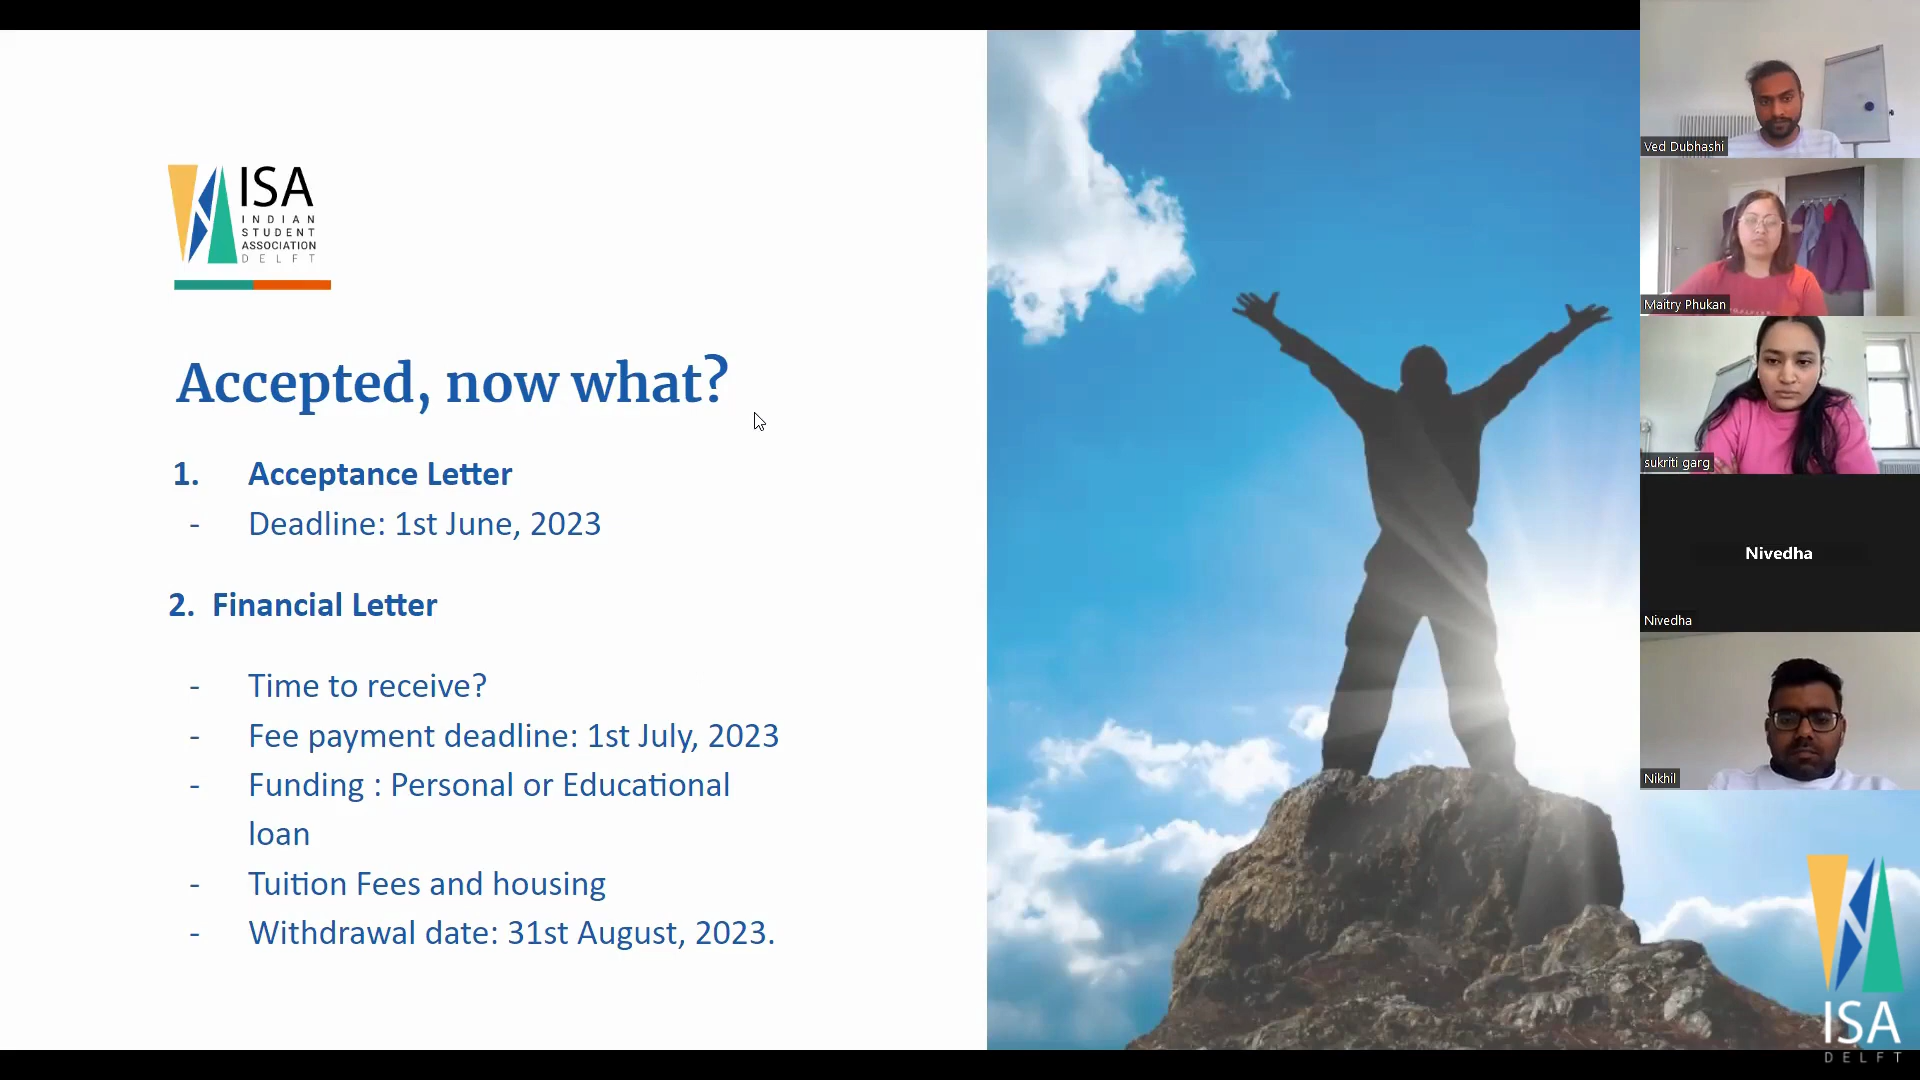 ISA
INDIAN
STUDENT
ASSOCIATION
DELFT
Accepted, now what?
1. Acceptance Letter
- Deadline: 1st June, 2023
2. Financial Letter
- Time to receive?
- Fee payment deadline: 1st July, 2023
- Funding : Personal or Educational
loan
- Tuition Fees and housing
- Withdrawal date: 31st August, 2023.
Ved Dubhashi
Maitry Phukan
sukriti garg
Nivedha
Nivedha
Nikhil
ISA
DELFT